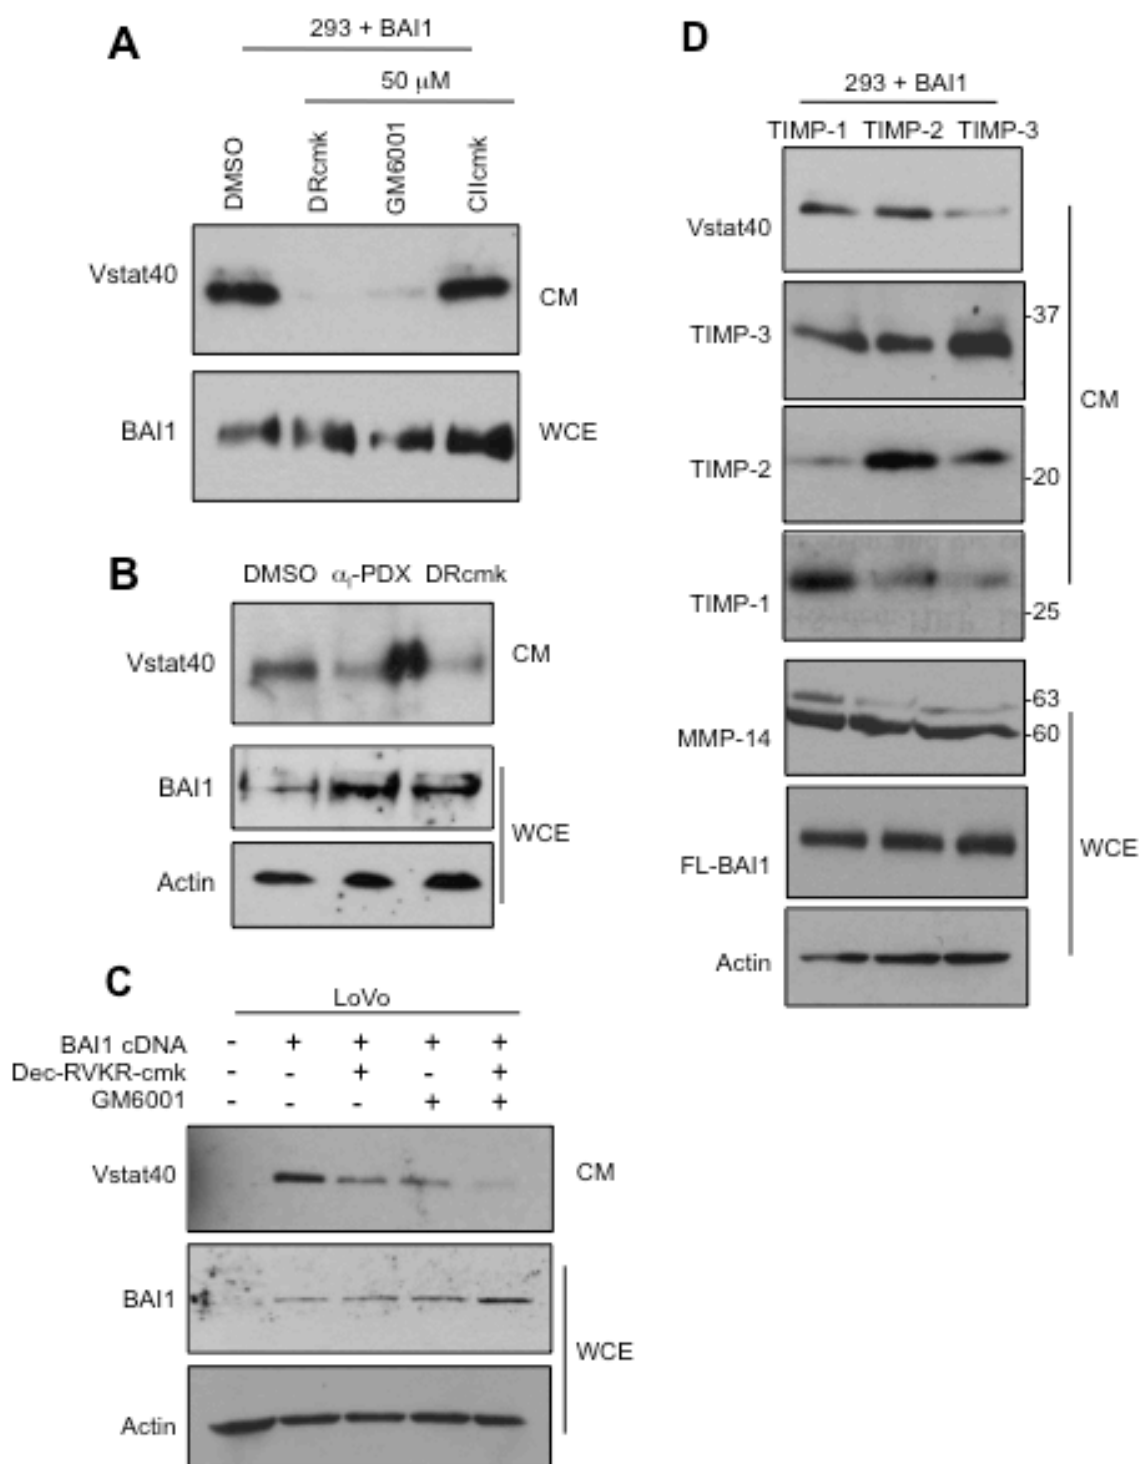 A
293 + BAI1
50 μM
DMSO
DRcmk
GM6001
CIIcmk
Vstat40
CM
BAI1
WCE
B
DMSO α₁-PDX DRcmk
Vstat40
CM
BAI1
WCE
Actin
C
LoVo
BAI1 cDNA - + + + +
Dec-RVKR-cmk - - + - +
GM6001 - - - + +
Vstat40
CM
BAI1
WCE
Actin
D
293 + BAI1
TIMP-1 TIMP-2 TIMP-3
Vstat40
TIMP-3
-37
CM
TIMP-2
-20
TIMP-1
-25
MMP-14
-63
-60
FL-BAI1
WCE
Actin